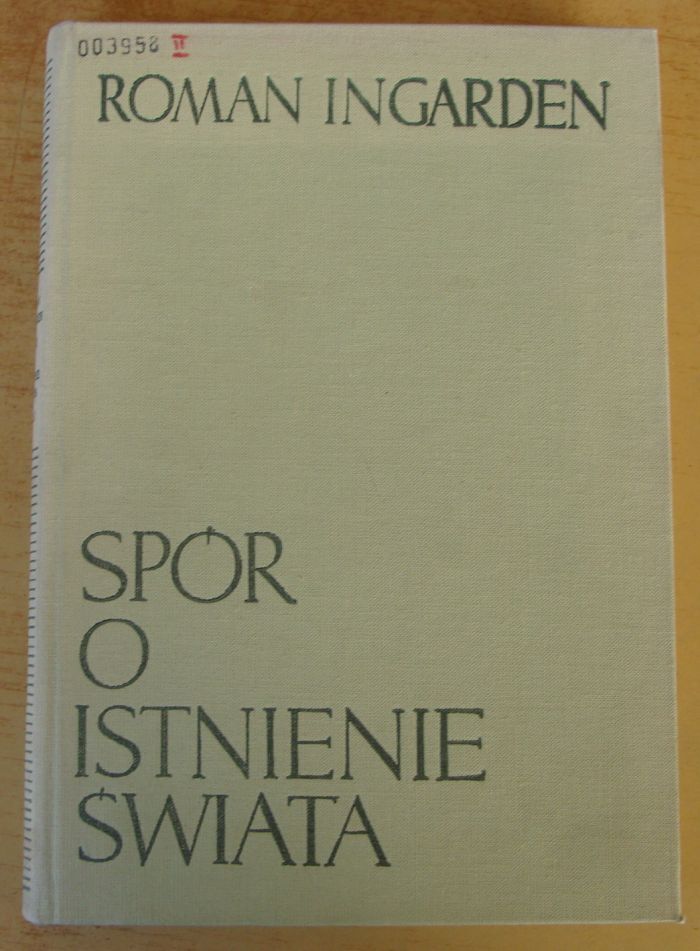 003958 II
ROMAN INGARDEN
SPÓR
O
ISTNIENIE
ŚWIATA